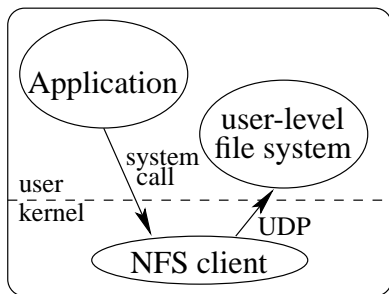 Application
user-level
file system
system
call
user
kernel
UDP
NFS client